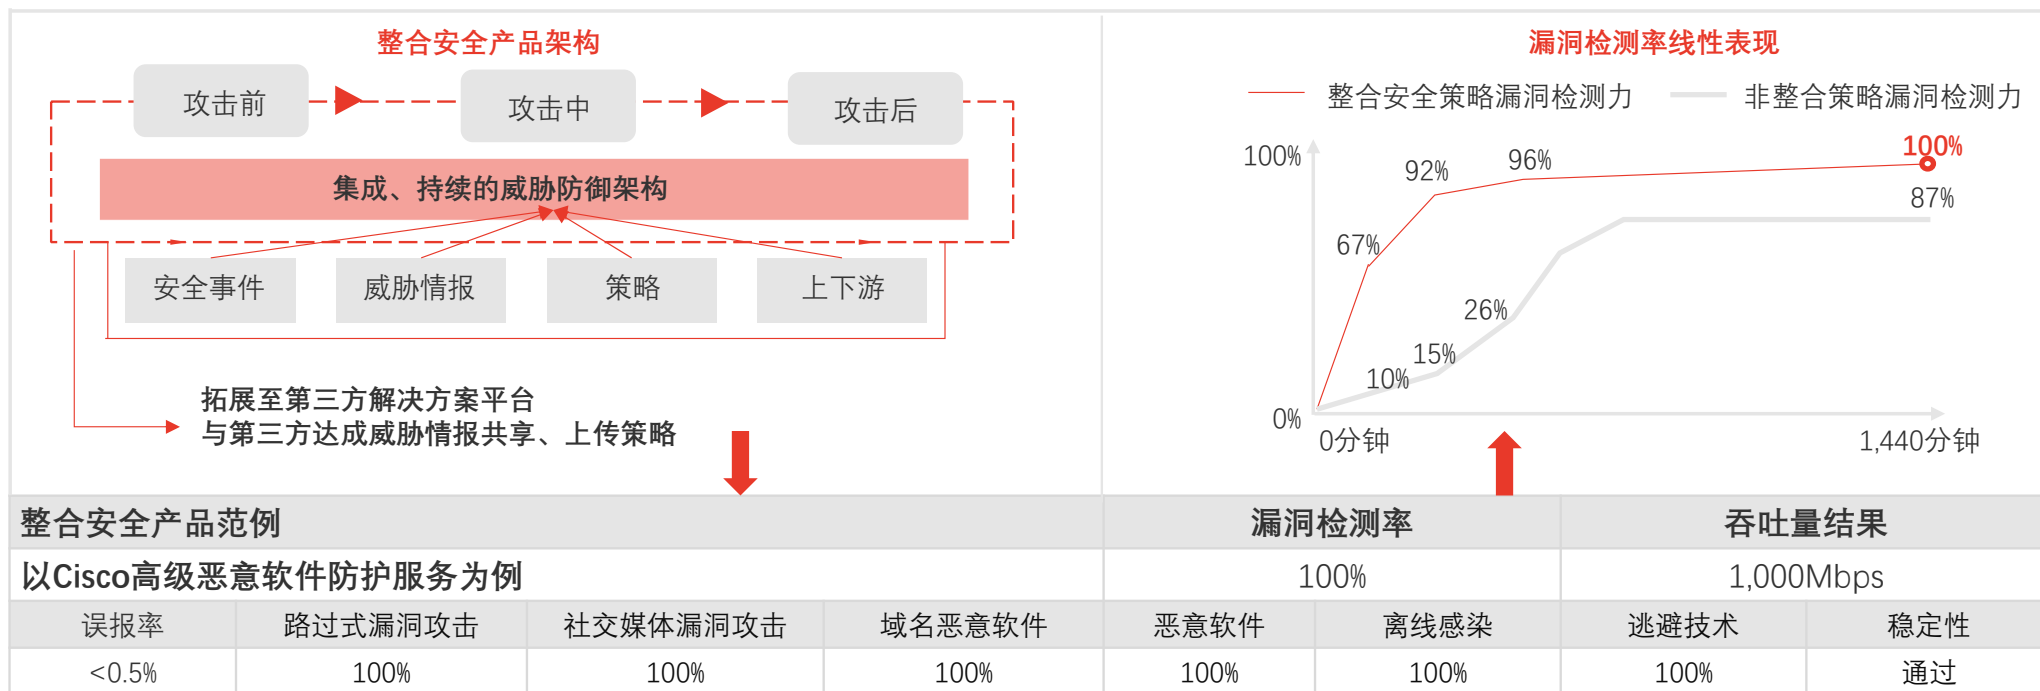 整合安全产品架构
攻击前
攻击中
攻击后
集成、持续的威胁防御架构
安全事件
威胁情报
策略
上下游
拓展至第三方解决方案平台
与第三方达成威胁情报共享、上传策略
漏洞检测率线性表现
整合安全策略漏洞检测力
非整合策略漏洞检测力
100%
67%
92%
96%
100%
87%
10%
15%
26%
0%
0分钟
1,440分钟
整合安全产品范例 漏洞检测率 吞吐量结果
以Cisco高级恶意软件防护服务为例 100% 1,000Mbps
误报率 路过式漏洞攻击 社交媒体漏洞攻击 域名恶意软件 恶意软件 离线感染 逃避技术 稳定性
<0.5% 100% 100% 100% 100% 100% 100% 通过